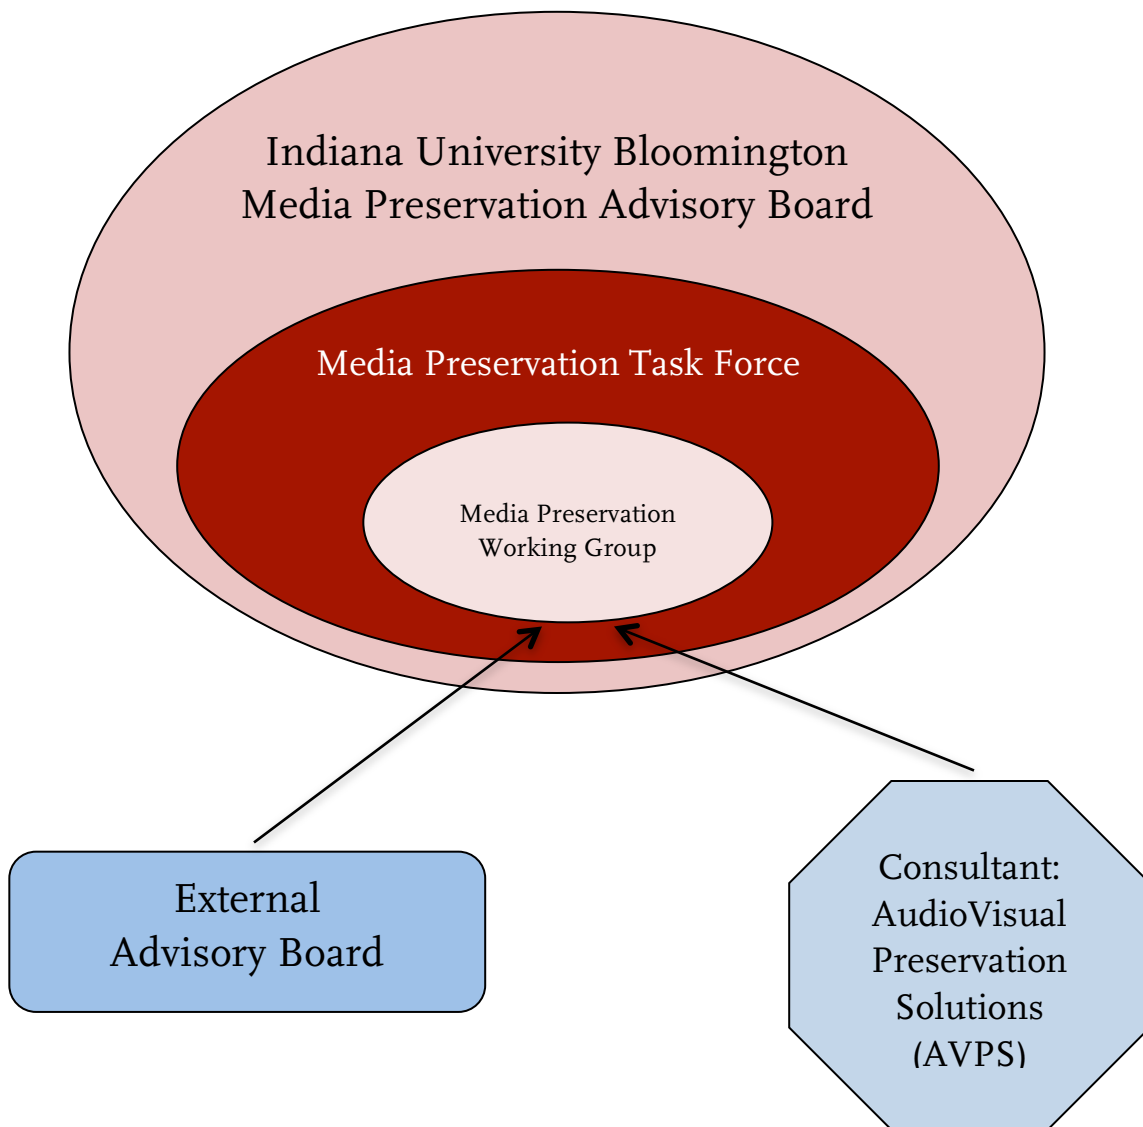 Indiana University Bloomington
Media Preservation Advisory Board
Media Preservation Task Force
Media Preservation
Working Group
External
Advisory Board
Consultant:
AudioVisual
Preservation
Solutions
(AVPS)